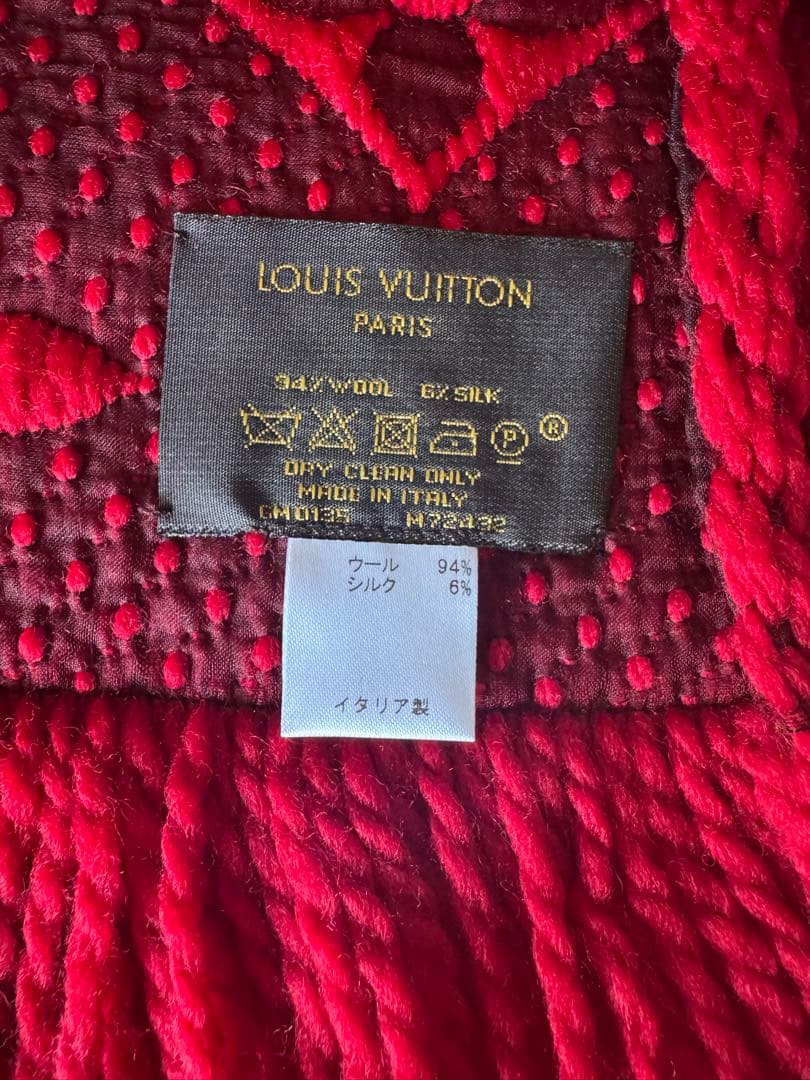 LOUIS VUITTON
PARIS
94% WOOL 6% SILK
P ®
DRY CLEAN ONLY
MADE IN ITALY
CM0135 M72432
ウール 94%
シルク 6%
イタリア製